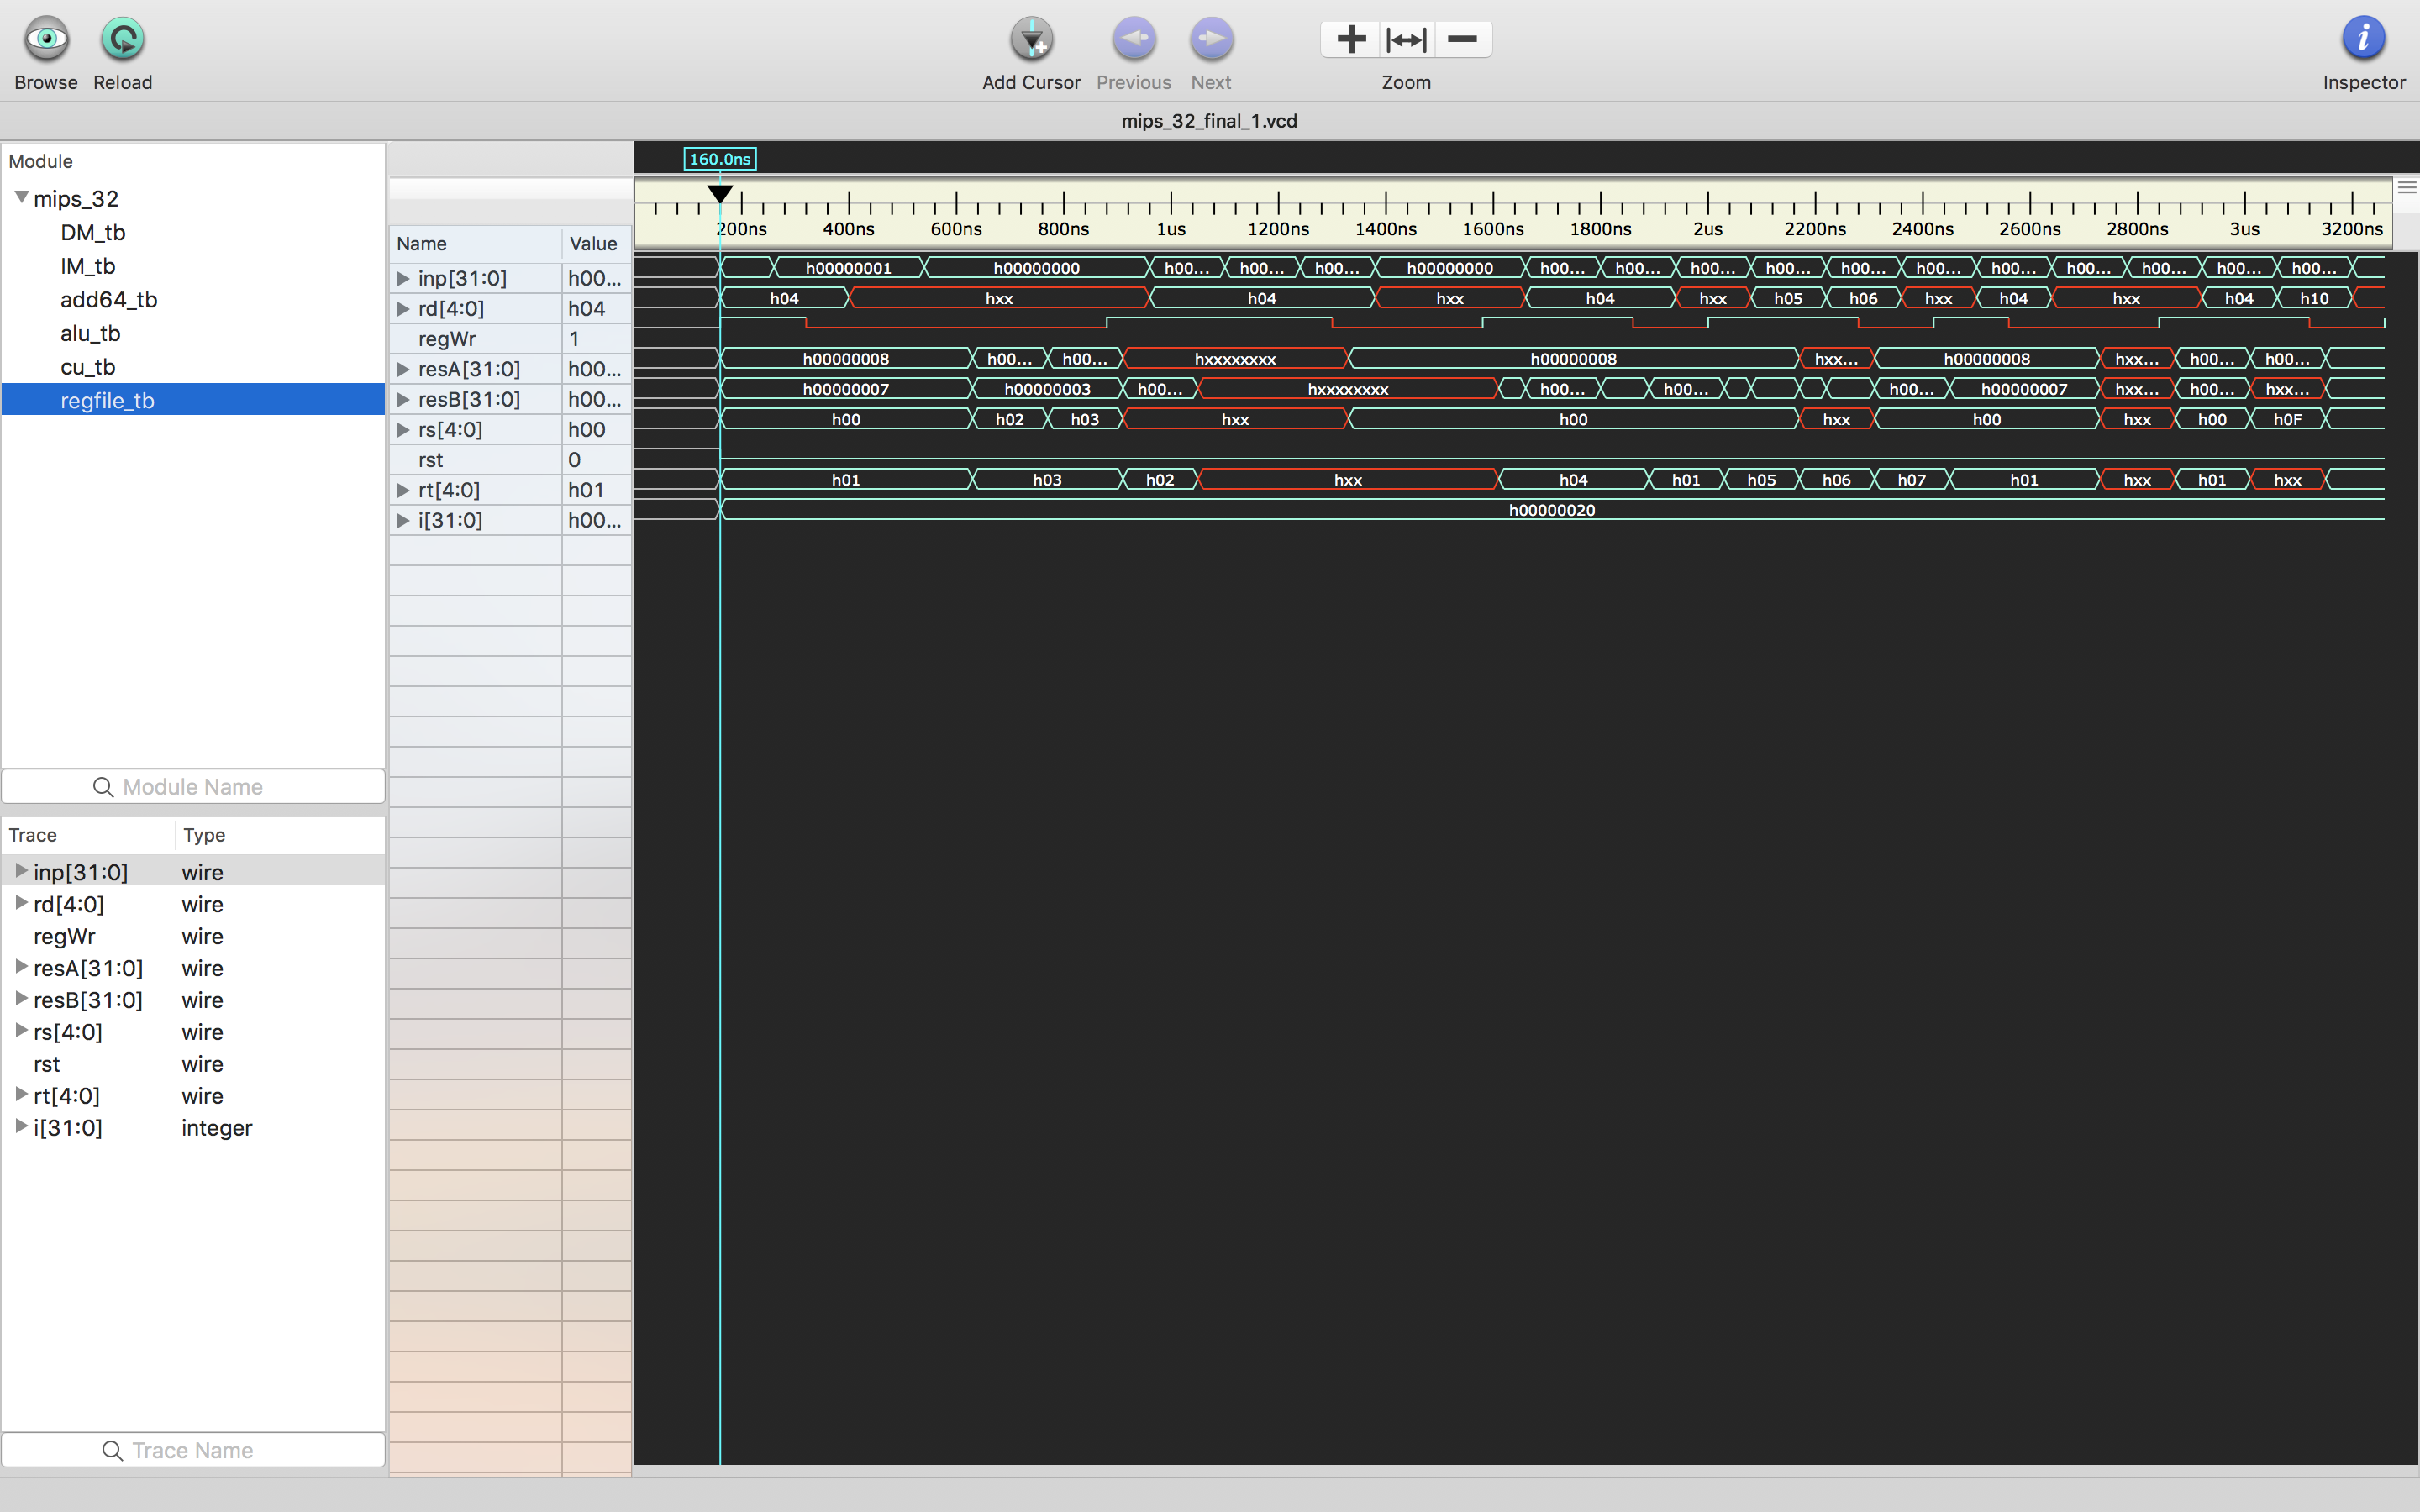 Browse Reload Add Cursor Previous Next Zoom Inspector
mips_32_final_1.vcd
Module
mips_32
DM_tb
IM_tb
add64_tb
alu_tb
cu_tb
regfile_tb
Module Name
Trace Type
inp[31:0] wire
rd[4:0] wire
regWr wire
resA[31:0] wire
resB[31:0] wire
rs[4:0] wire
rst wire
rt[4:0] wire
i[31:0] integer
Trace Name
160.0ns
200ns 400ns 600ns 800ns 1us 1200ns 1400ns 1600ns 1800ns 2us 2200ns 2400ns 2600ns 2800ns 3us 3200ns
Name Value
inp[31:0] h00... h00000001 h00000000 h00... h00... h00... h00000000 h00... h00... h00... h00... h00... h00... h00... h00... h00... h00... h00...
rd[4:0] h04 h04 hxx h04 hxx h04 hxx h05 h06 hxx h04 hxx h04 h10
regWr 1
resA[31:0] h00... h00000008 h00... h00... hxxxxxxxx h00000008 hxx... h00000008 hxx... h00... h00...
resB[31:0] h00... h00000007 h00000003 h00... hxxxxxxxx h00... h00... h00... h00000007 hxx... h00... hxx...
rs[4:0] h00 h00 h02 h03 hxx h00 hxx h00 hxx h00 h0F
rst 0
rt[4:0] h01 h01 h03 h02 hxx h04 h01 h05 h06 h07 h01 hxx h01 hxx
i[31:0] h00... h00000020